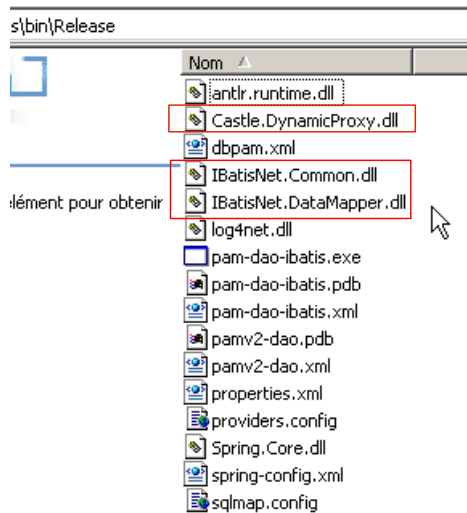 s\bin\Release
Nom
antlr.runtime.dll
Castle.DynamicProxy.dll
dbpam.xml
IBatisNet.Common.dll
élément pour obtenir
IBatisNet.DataMapper.dll
log4net.dll
pam-dao-ibatis.exe
pam-dao-ibatis.pdb
pam-dao-ibatis.xml
pamv2-dao.pdb
pamv2-dao.xml
properties.xml
providers.config
Spring.Core.dll
spring-config.xml
sqlmap.config